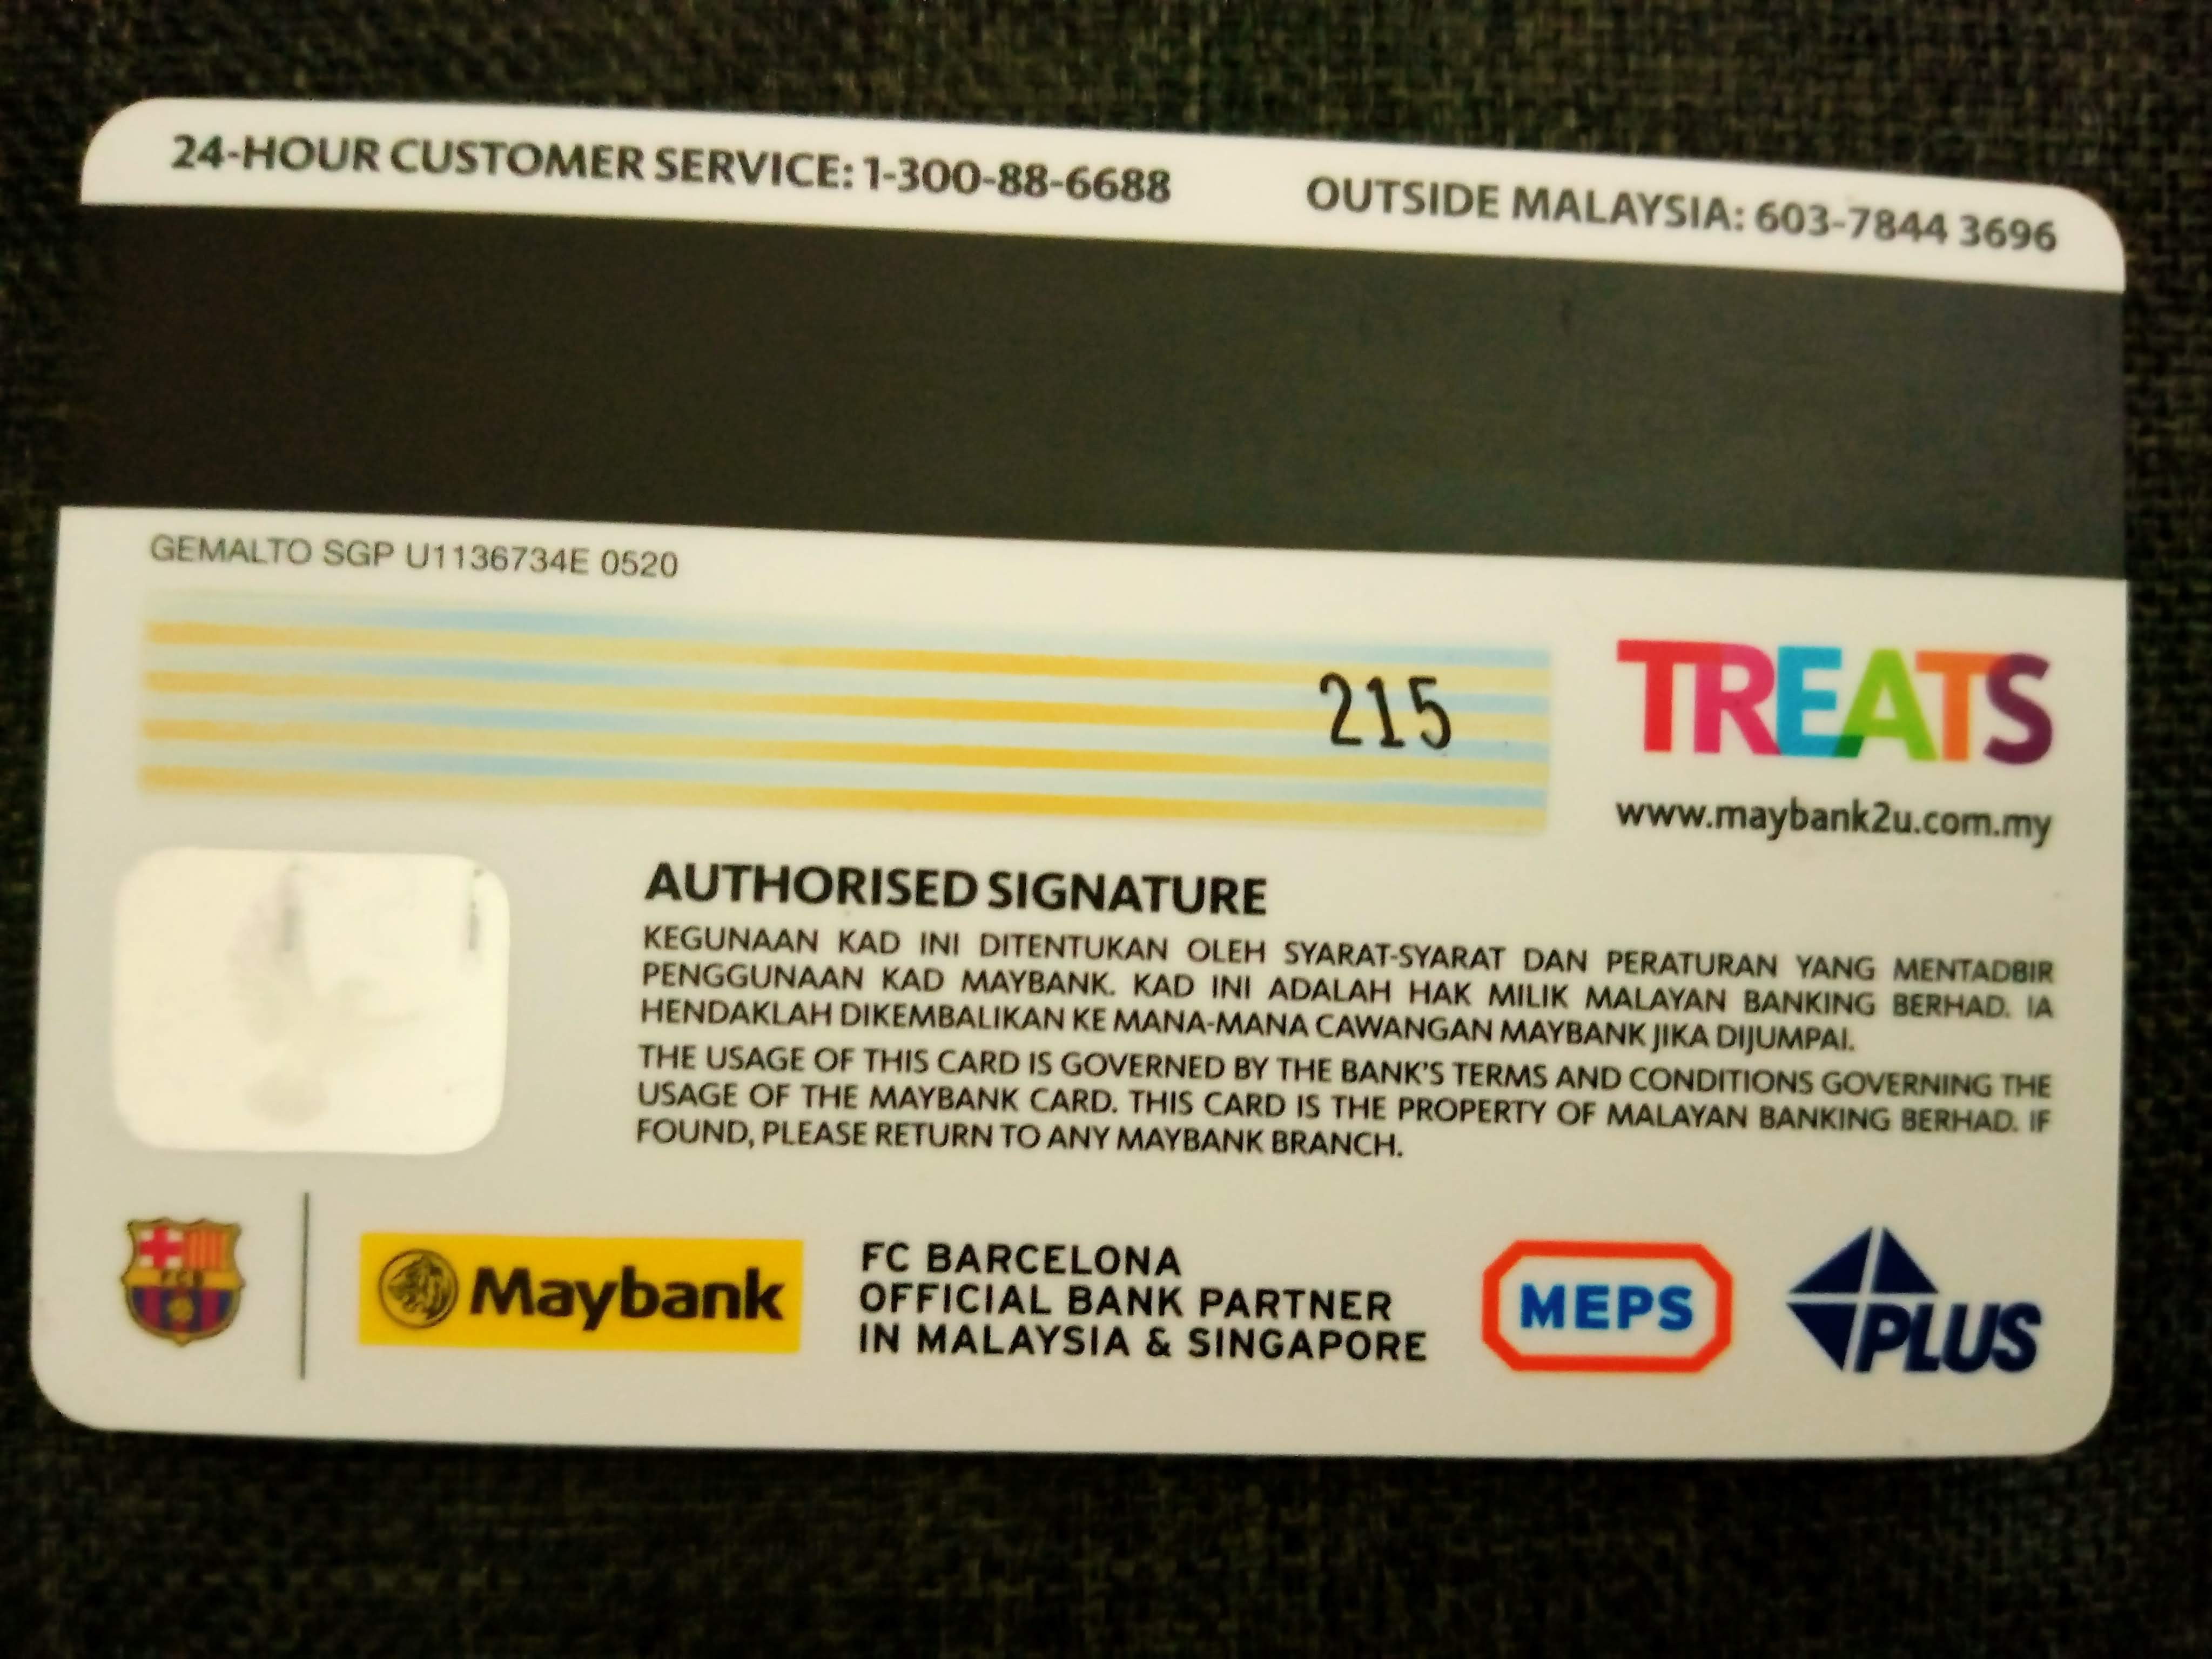 24-HOUR CUSTOMER SERVICE: 1-300-88-6688 OUTSIDE MALAYSIA: 603-7844 3696
GEMALTO SGP U1136734E 0520
215
TREATS
www.maybank2u.com.my
AUTHORISED SIGNATURE
KEGUNAAN KAD INI DITENTUKAN OLEH SYARAT-SYARAT DAN PERATURAN YANG MENTADBIR
PENGGUNAAN KAD MAYBANK. KAD INI ADALAH HAK MILIK MALAYAN BANKING BERHAD. IA
HENDAKLAH DIKEMBALIKAN KE MANA-MANA CAWANGAN MAYBANK JIKA DIJUMPAI.
THE USAGE OF THIS CARD IS GOVERNED BY THE BANK'S TERMS AND CONDITIONS GOVERNING THE
USAGE OF THE MAYBANK CARD. THIS CARD IS THE PROPERTY OF MALAYAN BANKING BERHAD. IF
FOUND, PLEASE RETURN TO ANY MAYBANK BRANCH.
FCB
Maybank
FC BARCELONA
OFFICIAL BANK PARTNER
IN MALAYSIA & SINGAPORE
MEPS
PLUS